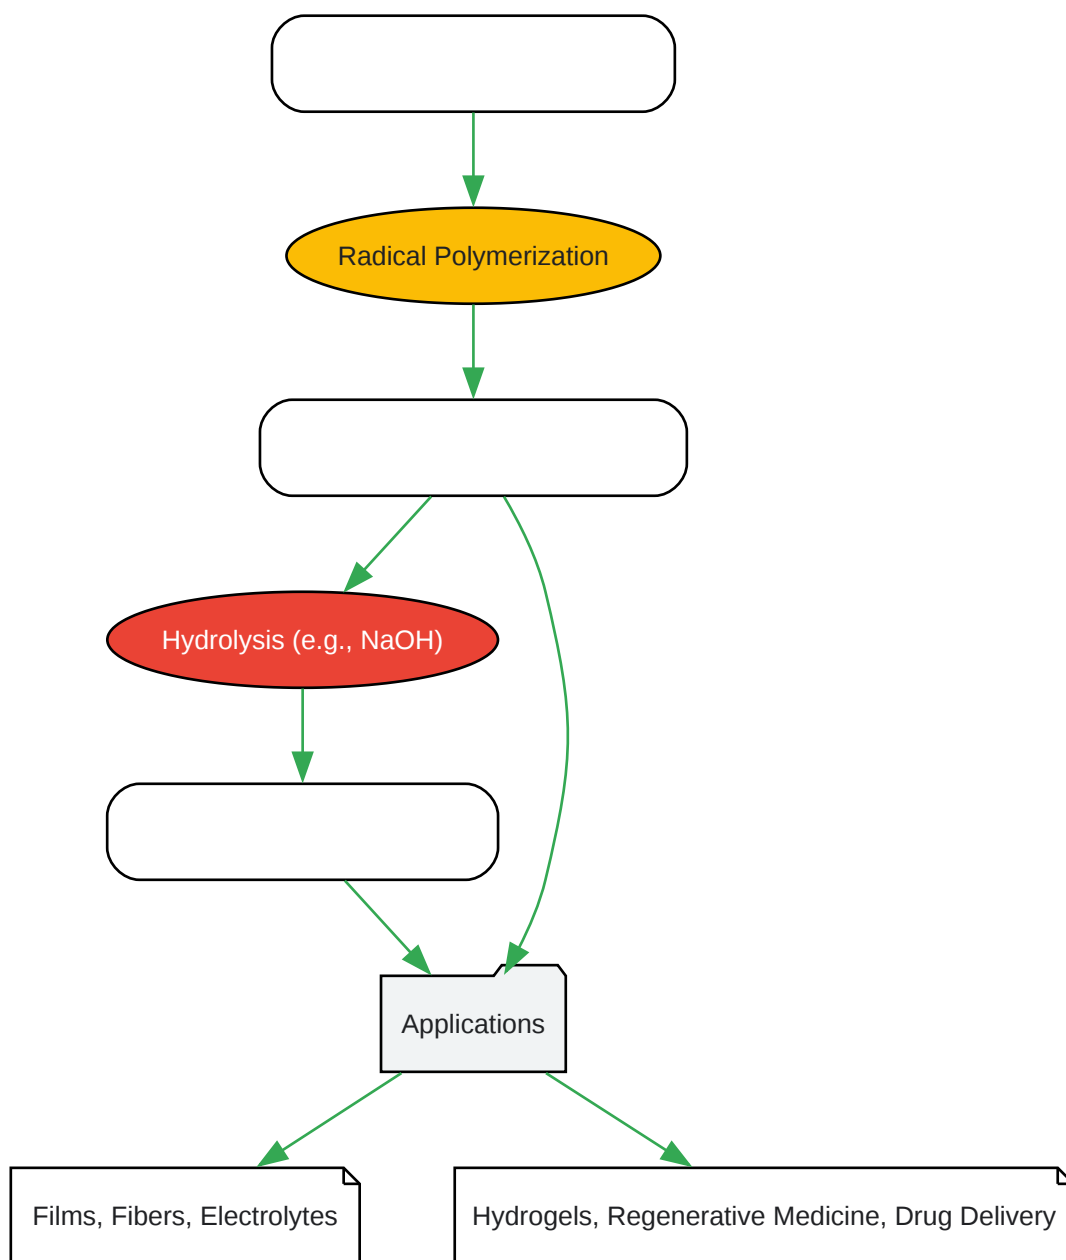 Radical Polymerization
Hydrolysis (e.g., NaOH)
Applications
Films, Fibers, Electrolytes
Hydrogels, Regenerative Medicine, Drug Delivery